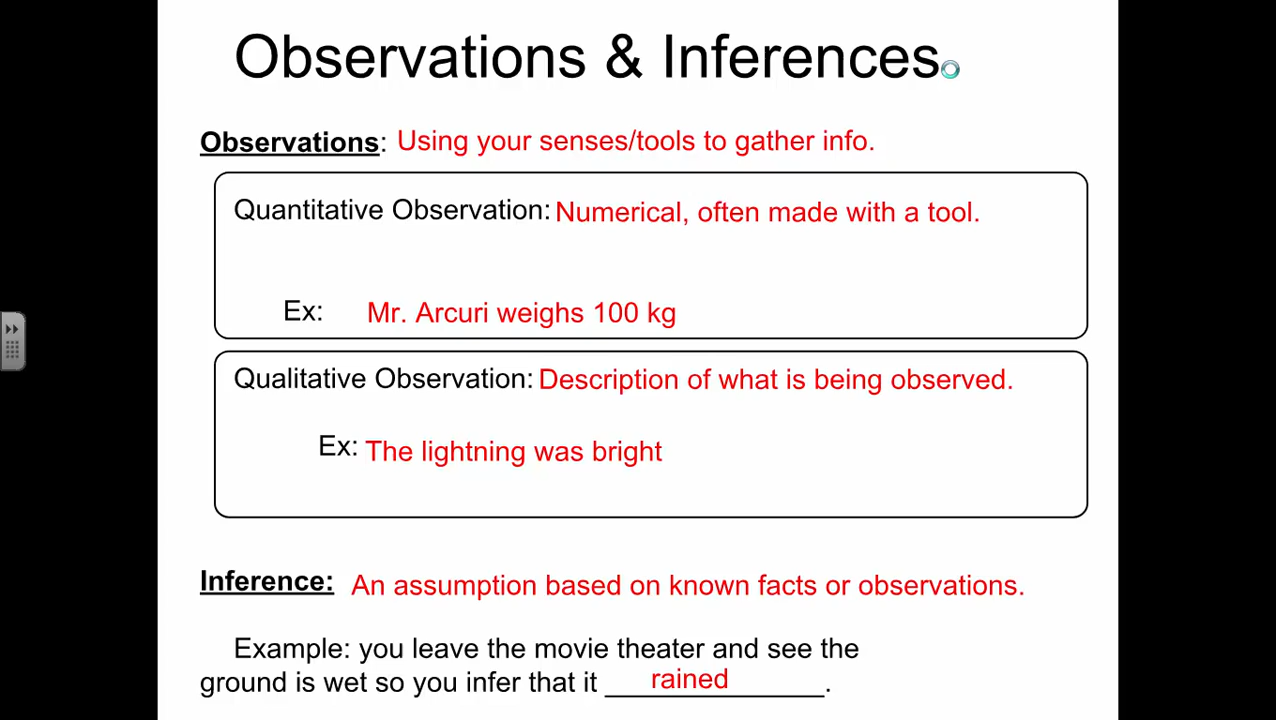 Observations & Inferences
Observations: Using your senses/tools to gather info.
Quantitative Observation: Numerical, often made with a tool.
Ex: Mr. Arcuri weighs 100 kg
Qualitative Observation: Description of what is being observed.
Ex: The lightning was bright
Inference: An assumption based on known facts or observations.
Example: you leave the movie theater and see the
ground is wet so you infer that it rained.